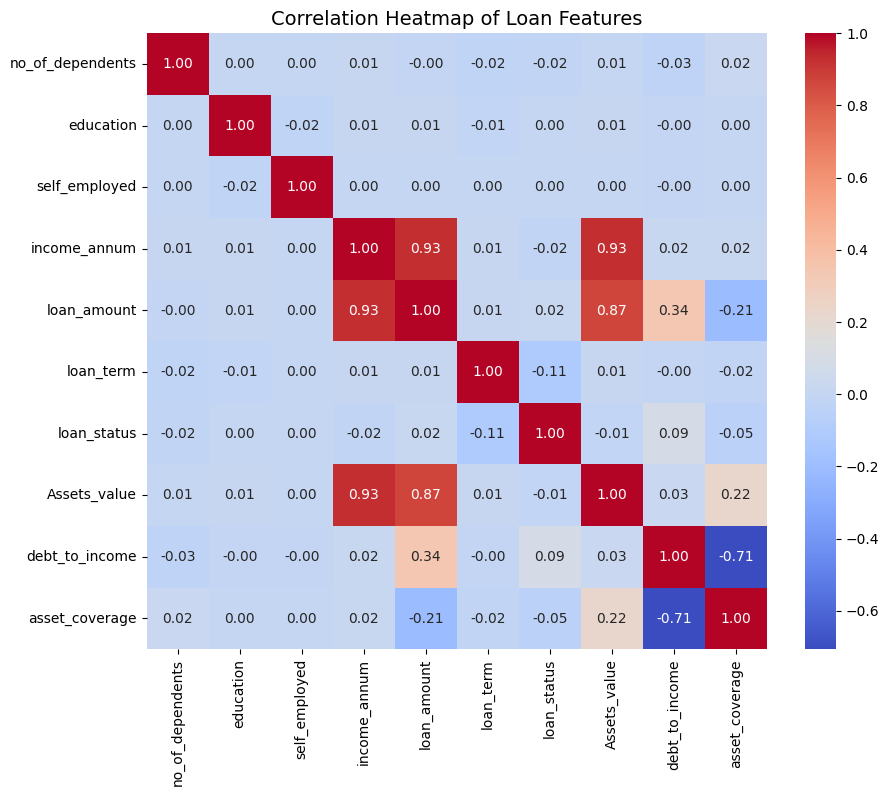 Correlation Heatmap of Loan Features
no_of_dependents 1.00 0.00 0.00 0.01 -0.00 -0.02 -0.02 0.01 -0.03 0.02
education 0.00 1.00 -0.02 0.01 0.01 -0.01 0.00 0.01 -0.00 0.00
self_employed 0.00 -0.02 1.00 0.00 0.00 0.00 0.00 0.00 -0.00 0.00
income_annum 0.01 0.01 0.00 1.00 0.93 0.01 -0.02 0.93 0.02 0.02
loan_amount -0.00 0.01 0.00 0.93 1.00 0.01 0.02 0.87 0.34 -0.21
loan_term -0.02 -0.01 0.00 0.01 0.01 1.00 -0.11 0.01 -0.00 -0.02
loan_status -0.02 0.00 0.00 -0.02 0.02 -0.11 1.00 -0.01 0.09 -0.05
Assets_value 0.01 0.01 0.00 0.93 0.87 0.01 -0.01 1.00 0.03 0.22
debt_to_income -0.03 -0.00 -0.00 0.02 0.34 -0.00 0.09 0.03 1.00 -0.71
asset_coverage 0.02 0.00 0.00 0.02 -0.21 -0.02 -0.05 0.22 -0.71 1.00
no_of_dependents
education
self_employed
income_annum
loan_amount
loan_term
loan_status
Assets_value
debt_to_income
asset_coverage
1.0
0.8
0.6
0.4
0.2
0.0
−0.2
−0.4
−0.6